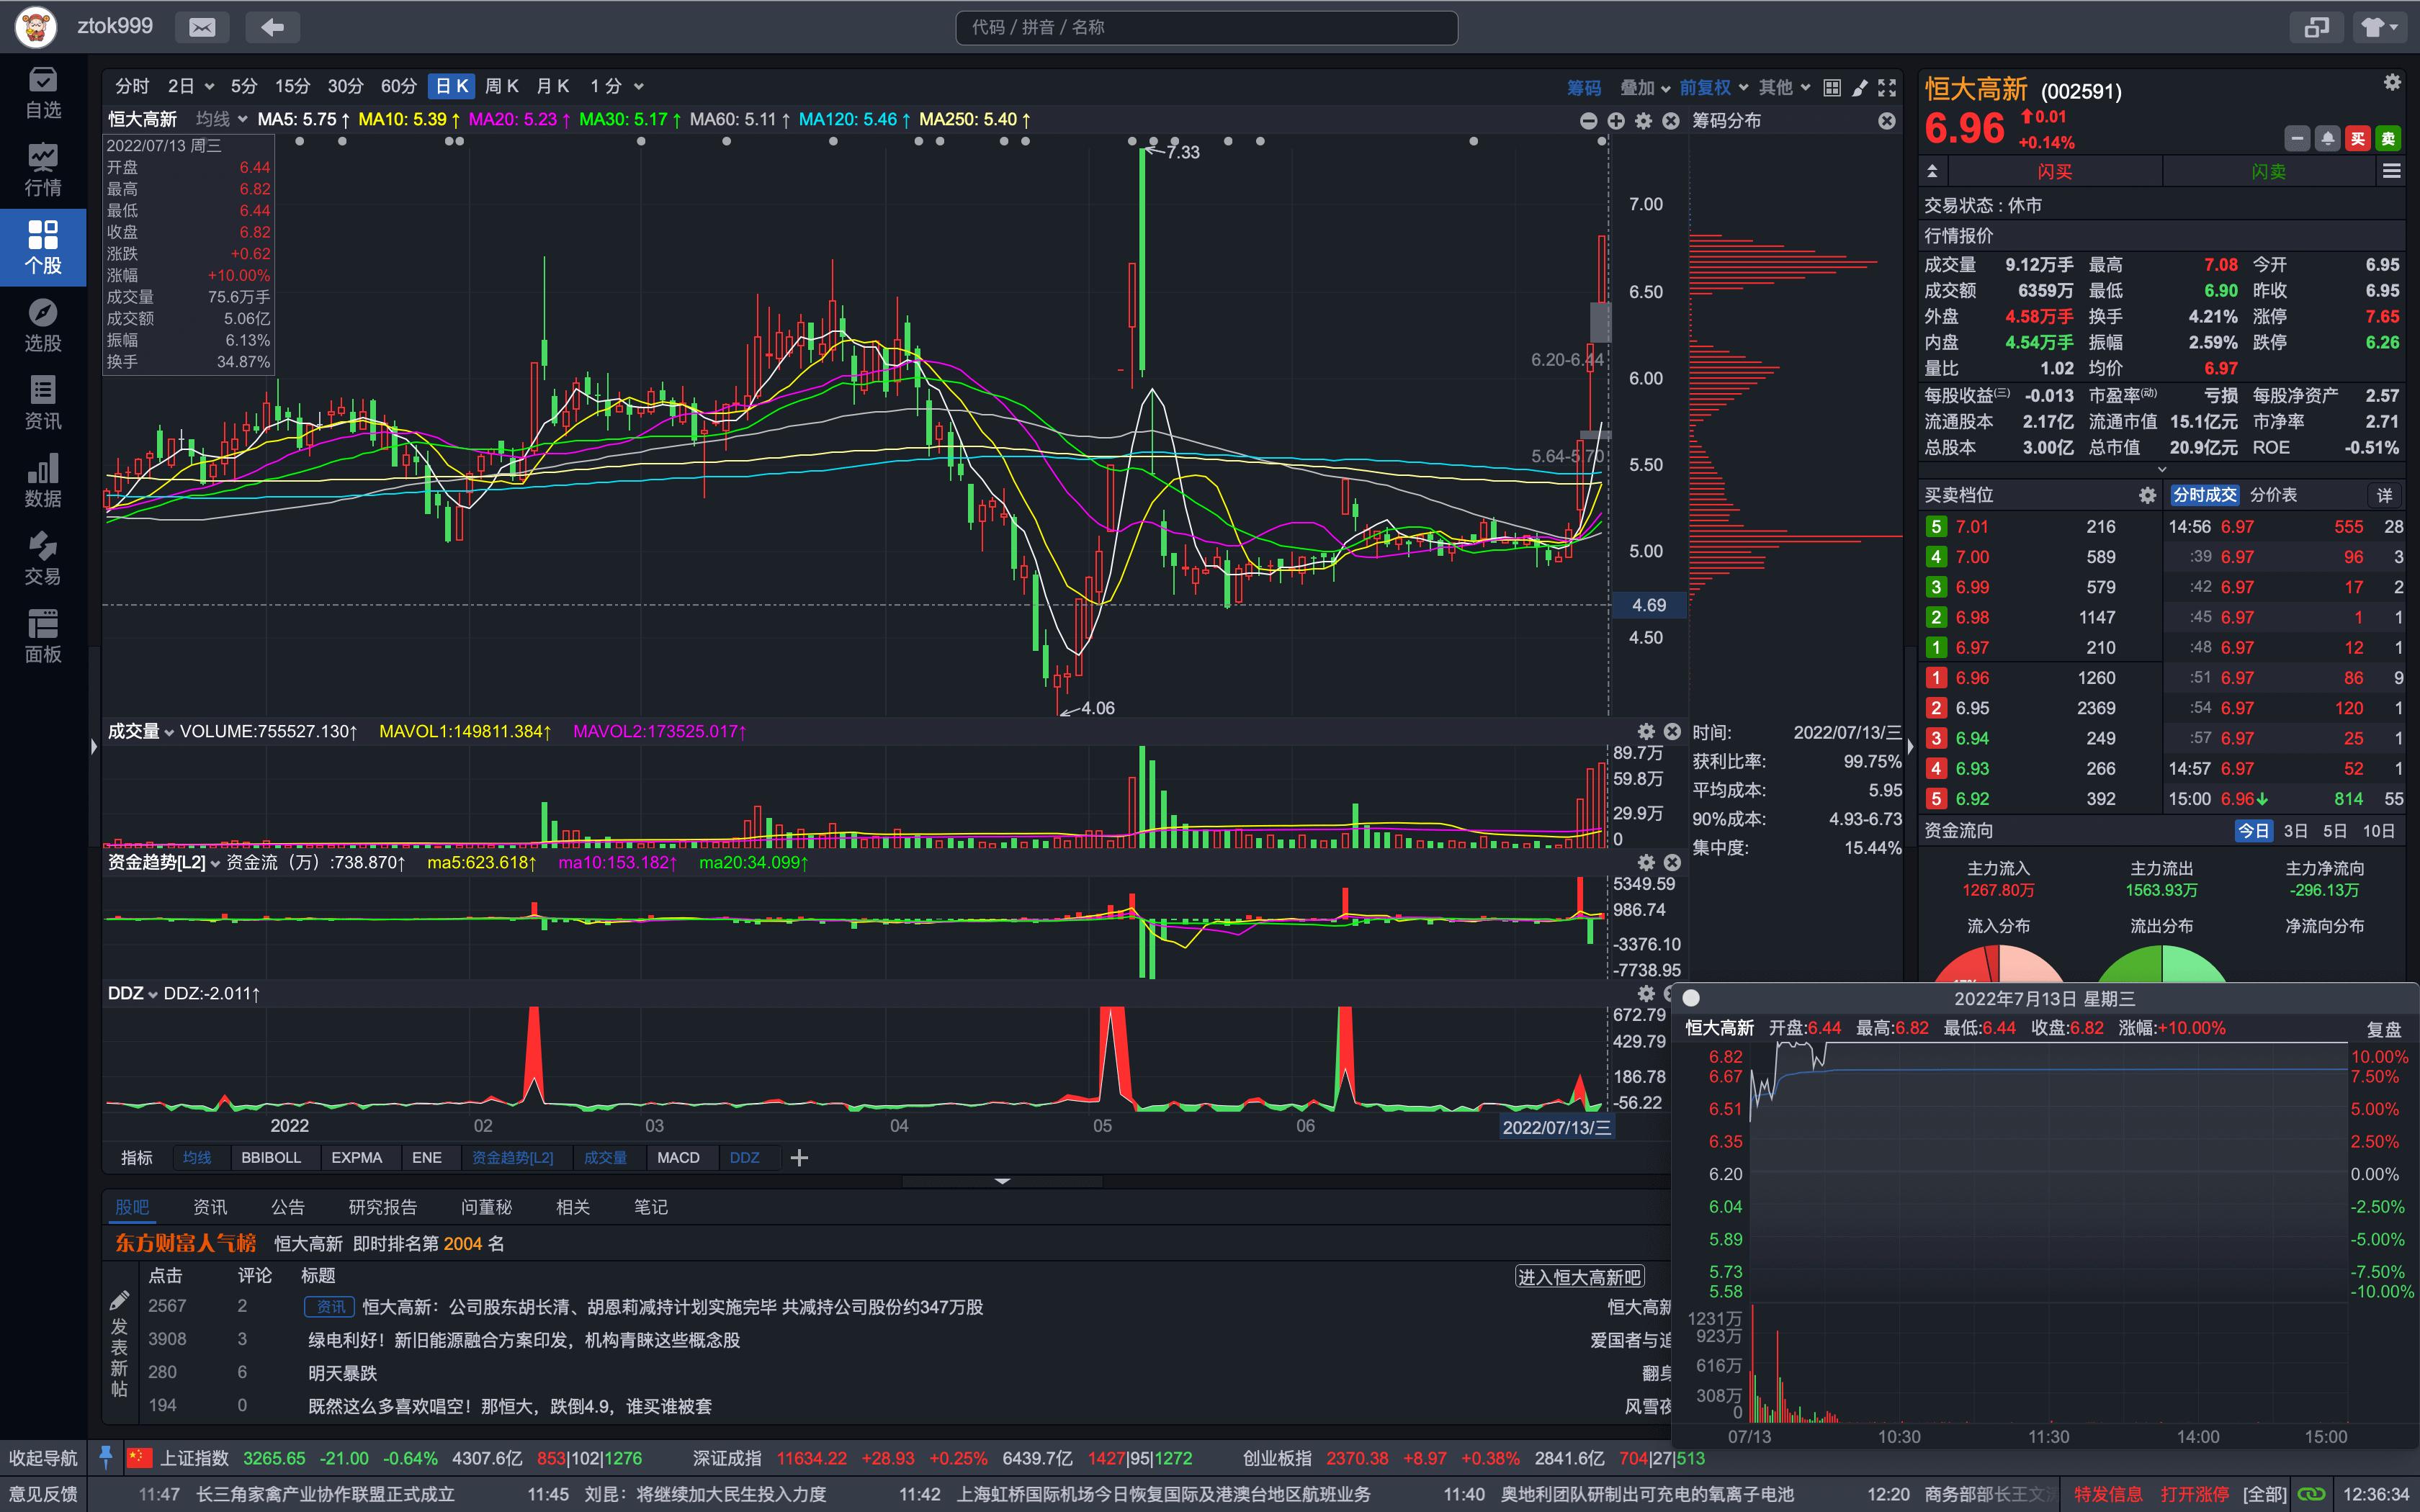 ztok999
代码 / 拼音 / 名称
自选
行情
个股
选股
资讯
数据
交易
面板
分时 2日 5分 15分 30分 60分 日K 周K 月K 1分
筹码 叠加 前复权 其他
恒大高新 均线 MA5: 5.75↑ MA10: 5.39↑ MA20: 5.23↑ MA30: 5.17↑ MA60: 5.11↑ MA120: 5.46↑ MA250: 5.40↑
筹码分布
2022/07/13 周三
开盘 6.44
最高 6.82
最低 6.44
收盘 6.82
涨跌 +0.62
涨幅 +10.00%
成交量 75.6万手
成交额 5.06亿
振幅 6.13%
换手 34.87%
7.33
7.00
6.50
6.20-6.44
6.00
5.64-5.70
5.50
5.00
4.69
4.50
4.06
成交量 VOLUME:755527.130↑ MAVOL1:149811.384↑ MAVOL2:173525.017↑
89.7万
59.8万
29.9万
0
时间: 2022/07/13/三
获利比率: 99.75%
平均成本: 5.95
90%成本: 4.93-6.73
集中度: 15.44%
资金趋势[L2] 资金流（万）:738.870↑ ma5:623.618↑ ma10:153.182↑ ma20:34.099↑
5349.59
986.74
-3376.10
-7738.95
DDZ DDZ:-2.011↑
672.79
429.79
186.78
-56.22
2022 02 03 04 05 06 2022/07/13/三
指标 均线 BBIBOLL EXPMA ENE 资金趋势[L2] 成交量 MACD DDZ
股吧 资讯 公告 研究报告 问董秘 相关 笔记
东方财富人气榜 恒大高新 即时排名第 2004 名
点击 评论 标题 进入恒大高新吧
2567 2 资讯 恒大高新：公司股东胡长清、胡恩莉减持计划实施完毕 共减持公司股份约347万股 恒大高新
3908 3 绿电利好！新旧能源融合方案印发，机构青睐这些概念股 爱国者与
280 6 明天暴跌
194 0 既然这么多喜欢唱空！那恒大，跌倒4.9，谁买谁被套 风雪
发表新帖
恒大高新 (002591)
6.96 0.01
+0.14%
买 卖
闪买 闪卖
交易状态 : 休市
行情报价
成交量 9.12万手 最高 7.08 今开 6.95
成交额 6359万 最低 6.90 昨收 6.95
外盘 4.58万手 换手 4.21% 涨停 7.65
内盘 4.54万手 振幅 2.59% 跌停 6.26
量比 1.02 均价 6.97
每股收益(三) -0.013 市盈率(动) 亏损 每股净资产 2.57
流通股本 2.17亿 流通市值 15.1亿元 市净率 2.71
总股本 3.00亿 总市值 20.9亿元 ROE -0.51%
买卖档位 分时成交 分价表 详
5 7.01 216 14:56 6.97 555 28
4 7.00 589 :39 6.97 96 3
3 6.99 579 :42 6.97 17 2
2 6.98 1147 :45 6.97 1 1
1 6.97 210 :48 6.97 12 1
1 6.96 1260 :51 6.97 86 9
2 6.95 2369 :54 6.97 120 1
3 6.94 249 :57 6.97 25 1
4 6.93 266 14:57 6.97 52 1
5 6.92 392 15:00 6.96↓ 814 55
资金流向 今日 3日 5日 10日
主力流入 主力流出 主力净流向
1267.80万 1563.93万 -296.13万
流入分布 流出分布 净流向分布
2022年7月13日 星期三
恒大高新 开盘:6.44 最高:6.82 最低:6.44 收盘:6.82 涨幅:+10.00% 复盘
6.82 10.00%
6.67 7.50%
6.51 5.00%
6.35 2.50%
6.20 0.00%
6.04 -2.50%
5.89 -5.00%
5.73 -7.50%
5.58 -10.00%
1231万
923万
616万
308万
0
07/13 10:30 11:30 14:00 15:00
收起导航 上证指数 3265.65 -21.00 -0.64% 4307.6亿 853|102|1276 深证成指 11634.22 +28.93 +0.25% 6439.7亿 1427|95|1272 创业板指 2370.38 +8.97 +0.38% 2841.6亿 704|27|513
意见反馈 11:47 长三角家禽产业协作联盟正式成立 11:45 刘昆：将继续加大民生投入力度 11:42 上海虹桥国际机场今日恢复国际及港澳台地区航班业务 11:40 奥地利团队研制出可充电的氧离子电池 12:20 商务部部长王文 特发信息 打开涨停 [全部] 12:36:34